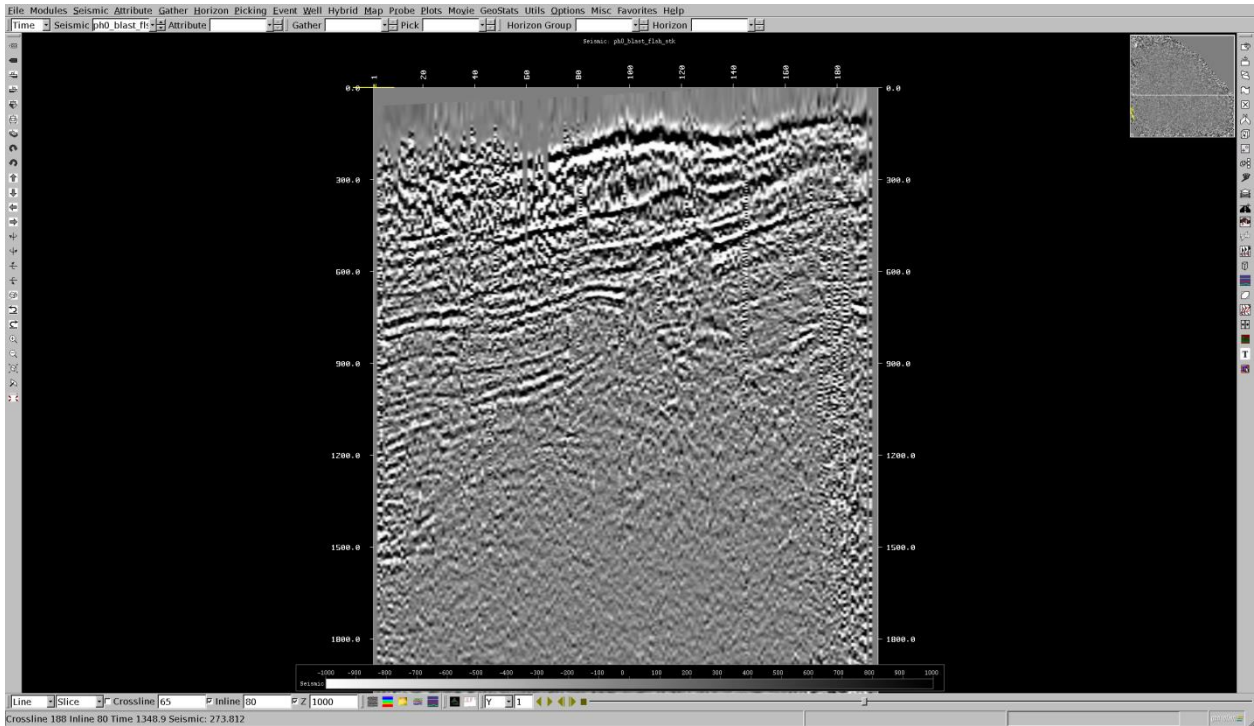 File Modules Seismic Attribute Gather Horizon Picking Event Well Hybrid Map Probe Plots Movie GeoStats Utils Options Misc Favorites Help
Time Seismic ph0_blast_fls Attribute Gather Pick Horizon Group Horizon
Seismic: ph0_blast_flsh_stk
1 20 40 60 80 100 120 140 160 180
0.0 0.0
300.0 300.0
600.0 600.0
900.0 900.0
1200.0 1200.0
1500.0 1500.0
1800.0 1800.0
-1000 -900 -800 -700 -600 -500 -400 -300 -200 -100 0 100 200 300 400 500 600 700 800 900 1000
Seismic
T
Line Slice Crossline 65 Inline 80 Z 1000 Y 1
Crossline 188 Inline 80 Time 1348.9 Seismic: 273.812